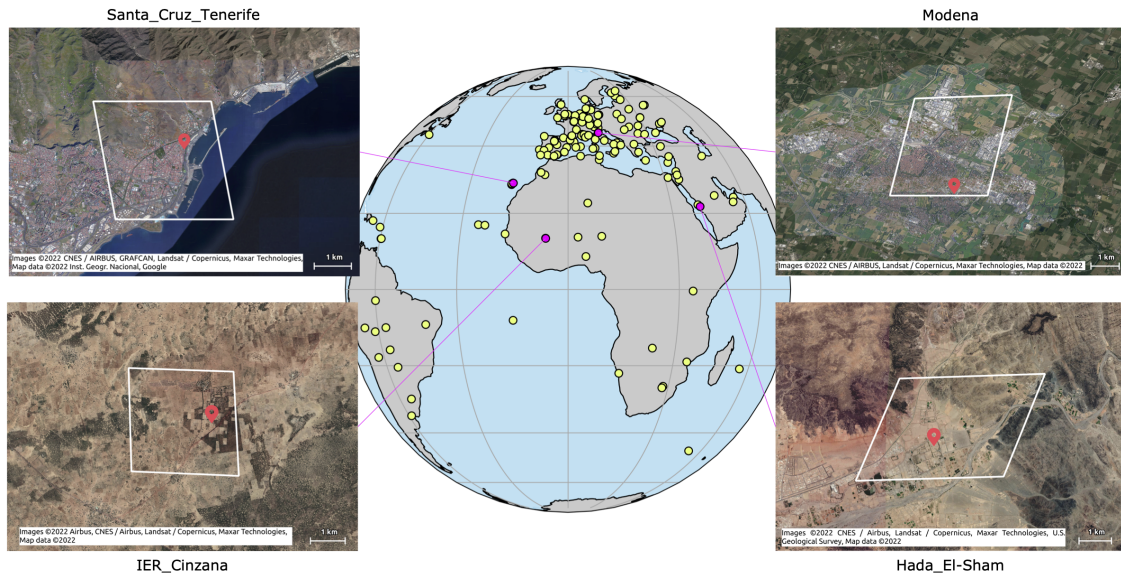 Santa_Cruz_Tenerife
Modena
Images ©2022 CNES / AIRBUS, GRAFCAN, Landsat / Copernicus, Maxar Technologies,
Map data ©2022 Inst. Geogr. Nacional, Google
1 km
Images ©2022 CNES / AIRBUS, Landsat / Copernicus, Maxar Technologies, Map data ©2022
1 km
Images ©2022 Airbus, CNES / Airbus, Landsat / Copernicus, Maxar Technologies,
Map data ©2022
1 km
Images ©2022 CNES / Airbus, Landsat / Copernicus, Maxar Technologies, U.S.
Geological Survey, Map data ©2022
1 km
IER_Cinzana
Hada_El-Sham